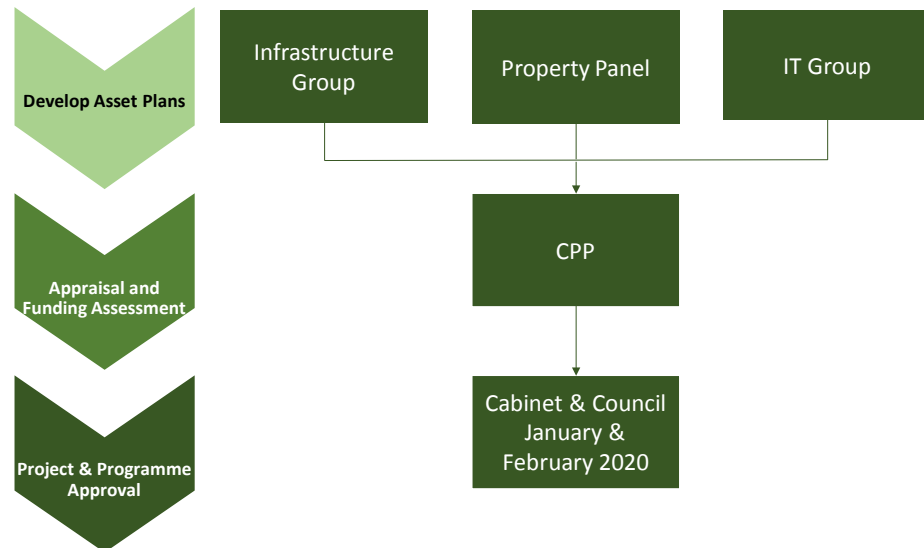 Develop Asset Plans
Infrastructure
Group
Property Panel
IT Group
Appraisal and
Funding Assessment
CPP
Project & Programme
Approval
Cabinet & Council
January &
February 2020